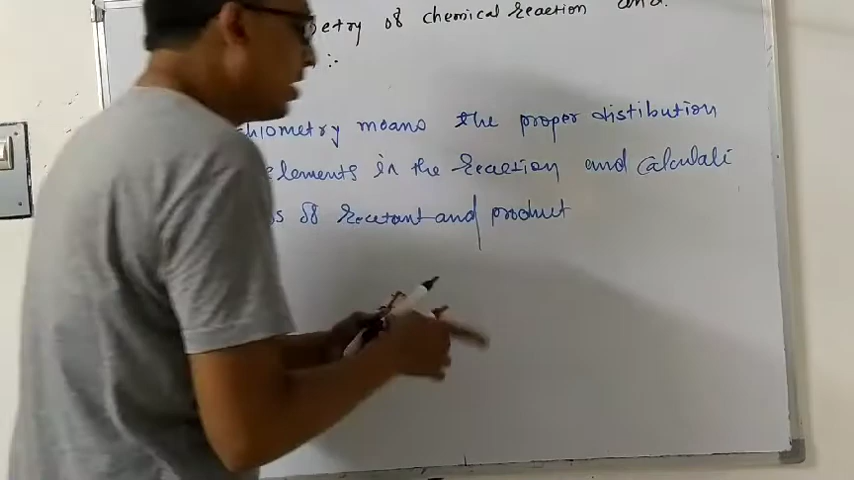 etry of chemical Reaction and
:
chiometry means the proper distibution
elements in the Reaction and calculati
s of Reactant and product